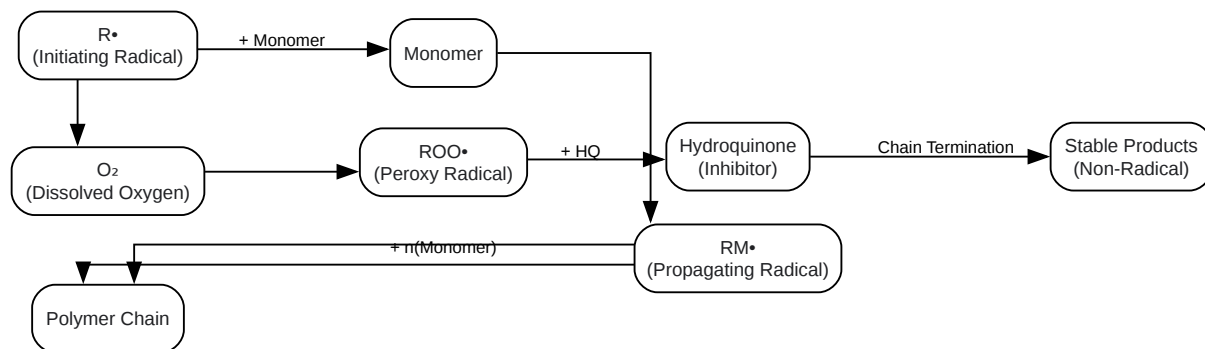 R•
(Initiating Radical)
+ Monomer
Monomer
O₂
(Dissolved Oxygen)
ROO•
(Peroxy Radical)
+ HQ
Hydroquinone
(Inhibitor)
Chain Termination
Stable Products
(Non-Radical)
RM•
(Propagating Radical)
+ n(Monomer)
Polymer Chain